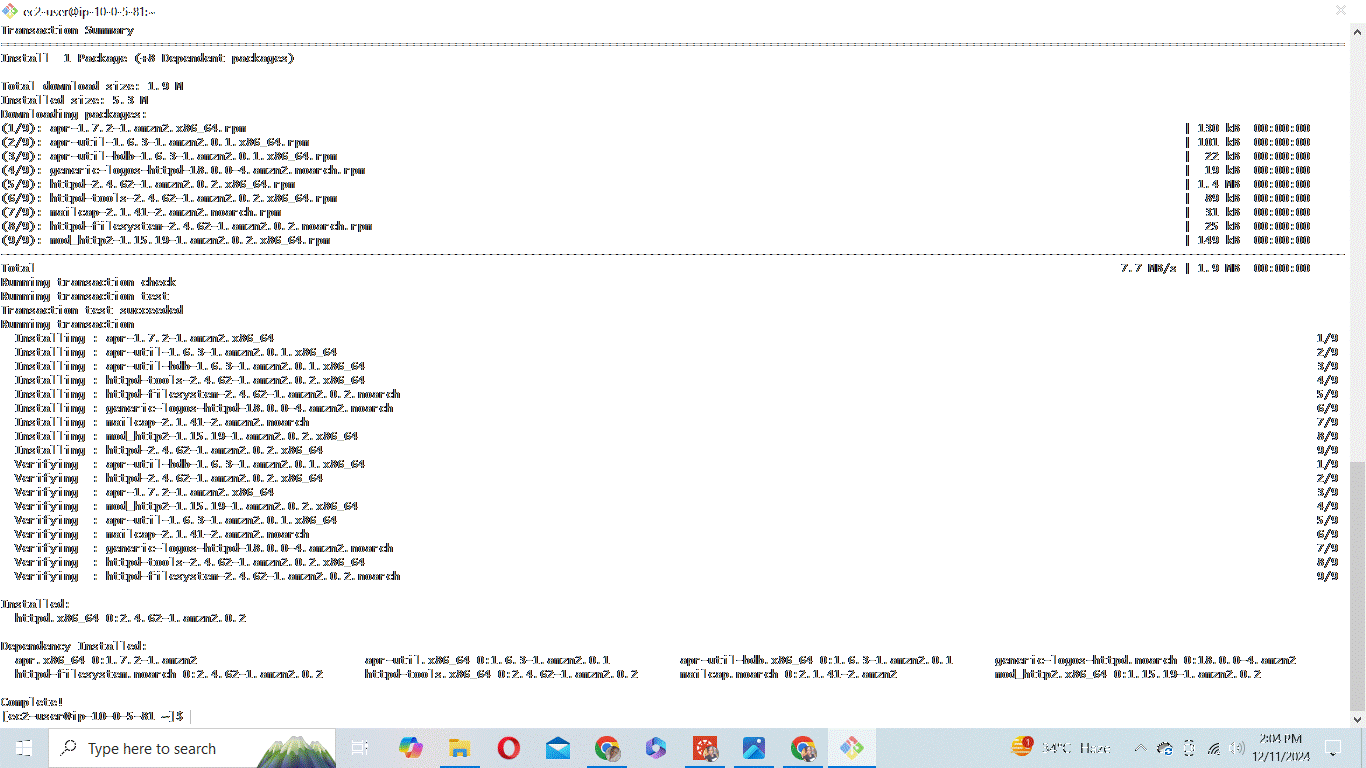 ec2-user@ip-10-0-5-81:~
Transaction Summary
Install  1 Package (+8 Dependent packages)
Total download size: 1.9 M
Installed size: 5.3 M
Downloading packages:
(1/9): apr-1.7.2-1.amzn2.x86_64.rpm | 130 kB  00:00:00
(2/9): apr-util-1.6.3-1.amzn2.0.1.x86_64.rpm | 101 kB  00:00:00
(3/9): apr-util-bdb-1.6.3-1.amzn2.0.1.x86_64.rpm |  22 kB  00:00:00
(4/9): generic-logos-httpd-18.0.0-4.amzn2.noarch.rpm |  19 kB  00:00:00
(5/9): httpd-2.4.62-1.amzn2.0.2.x86_64.rpm | 1.4 MB  00:00:00
(6/9): httpd-tools-2.4.62-1.amzn2.0.2.x86_64.rpm |  89 kB  00:00:00
(7/9): mailcap-2.1.41-2.amzn2.noarch.rpm |  31 kB  00:00:00
(8/9): httpd-filesystem-2.4.62-1.amzn2.0.2.noarch.rpm |  25 kB  00:00:00
(9/9): mod_http2-1.15.19-1.amzn2.0.2.x86_64.rpm | 149 kB  00:00:00
Total 7.7 MB/s | 1.9 MB  00:00:00
Running transaction check
Running transaction test
Transaction test succeeded
Running transaction
Installing : apr-1.7.2-1.amzn2.x86_64 1/9
Installing : apr-util-1.6.3-1.amzn2.0.1.x86_64 2/9
Installing : apr-util-bdb-1.6.3-1.amzn2.0.1.x86_64 3/9
Installing : httpd-tools-2.4.62-1.amzn2.0.2.x86_64 4/9
Installing : httpd-filesystem-2.4.62-1.amzn2.0.2.noarch 5/9
Installing : generic-logos-httpd-18.0.0-4.amzn2.noarch 6/9
Installing : mailcap-2.1.41-2.amzn2.noarch 7/9
Installing : mod_http2-1.15.19-1.amzn2.0.2.x86_64 8/9
Installing : httpd-2.4.62-1.amzn2.0.2.x86_64 9/9
Verifying  : apr-util-bdb-1.6.3-1.amzn2.0.1.x86_64 1/9
Verifying  : httpd-2.4.62-1.amzn2.0.2.x86_64 2/9
Verifying  : apr-1.7.2-1.amzn2.x86_64 3/9
Verifying  : mod_http2-1.15.19-1.amzn2.0.2.x86_64 4/9
Verifying  : apr-util-1.6.3-1.amzn2.0.1.x86_64 5/9
Verifying  : mailcap-2.1.41-2.amzn2.noarch 6/9
Verifying  : generic-logos-httpd-18.0.0-4.amzn2.noarch 7/9
Verifying  : httpd-tools-2.4.62-1.amzn2.0.2.x86_64 8/9
Verifying  : httpd-filesystem-2.4.62-1.amzn2.0.2.noarch 9/9
Installed:
httpd.x86_64 0:2.4.62-1.amzn2.0.2
Dependency Installed:
apr.x86_64 0:1.7.2-1.amzn2 apr-util.x86_64 0:1.6.3-1.amzn2.0.1 apr-util-bdb.x86_64 0:1.6.3-1.amzn2.0.1 generic-logos-httpd.noarch 0:18.0.0-4.amzn2
httpd-filesystem.noarch 0:2.4.62-1.amzn2.0.2 httpd-tools.x86_64 0:2.4.62-1.amzn2.0.2 mailcap.noarch 0:2.1.41-2.amzn2 mod_http2.x86_64 0:1.15.19-1.amzn2.0.2
Complete!
[ec2-user@ip-10-0-5-81 ~]$
Type here to search
1
34°C Haze
2:04 PM
12/11/2024